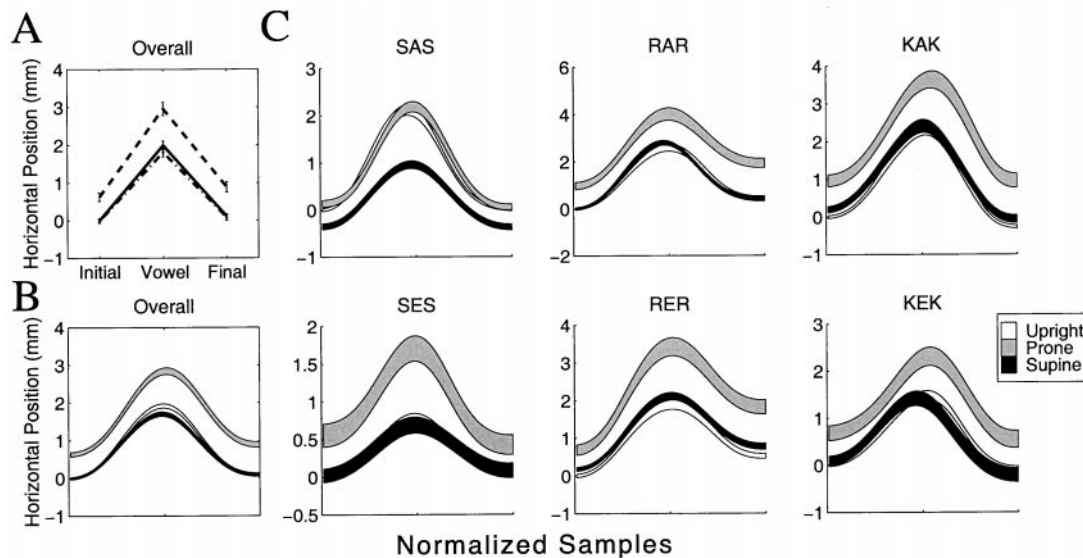 A
Overall
Horizontal Position (mm)
4
3
2
1
0
−1
Initial Vowel Final
B
Overall
Horizontal Position (mm)
4
3
2
1
0
−1
C
SAS
3
2
1
0
−1
RAR
6
4
2
0
−2
KAK
4
3
2
1
0
−1
SES
2
1.5
1
0.5
0
−0.5
RER
4
3
2
1
0
−1
KEK
3
2
1
0
−1
Upright
Prone
Supine
Normalized Samples